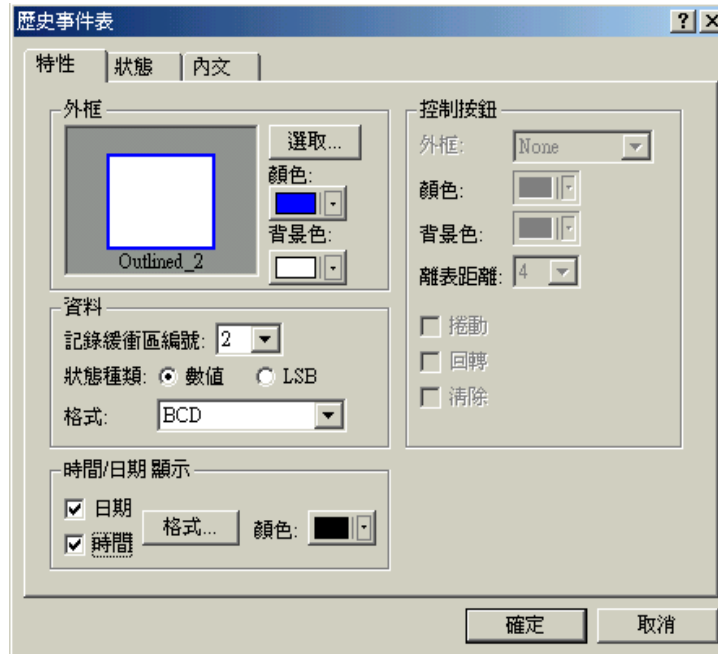 歷史事件表
特性 狀態 內文
外框
選取...
顏色:
背景色:
Outlined_2
資料
記錄緩衝區編號: 2
狀態種類: 數值 LSB
格式: BCD
時間/日期 顯示
日期
時間
格式... 顏色:
控制按鈕
外框: None
顏色:
背景色:
離表距離: 4
捲動
回轉
清除
確定 取消